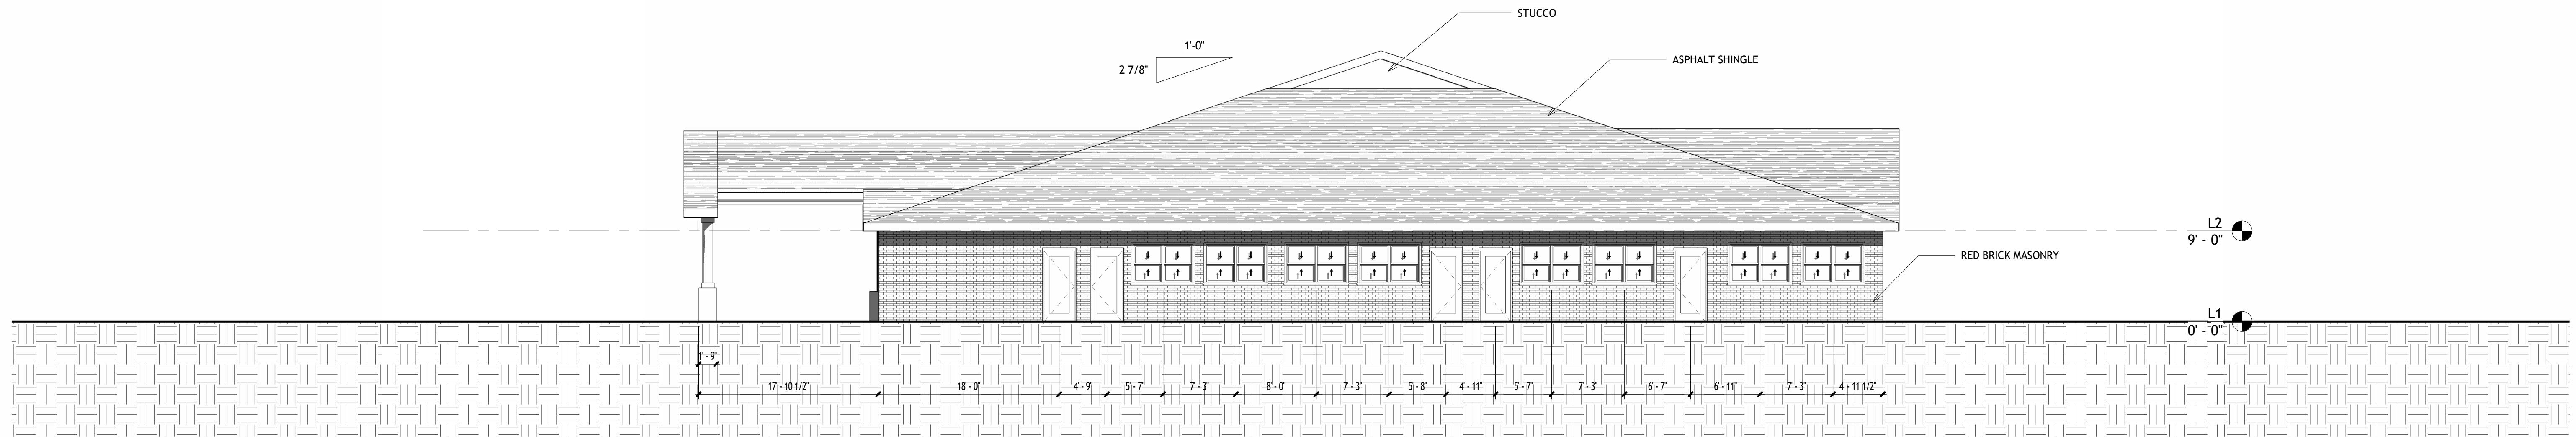 STUCCO
1'-0"
2 7/8"
ASPHALT SHINGLE
L2
9' - 0"
RED BRICK MASONRY
L1
0' - 0"
1' - 9"
17' - 10 1/2"
18' - 0"
4' - 9"
5' - 7"
7' - 3"
8' - 0"
7' - 3"
5' - 8"
4' - 11"
5' - 7"
7' - 3"
6' - 7"
6' - 11"
7' - 3"
4' - 11 1/2"